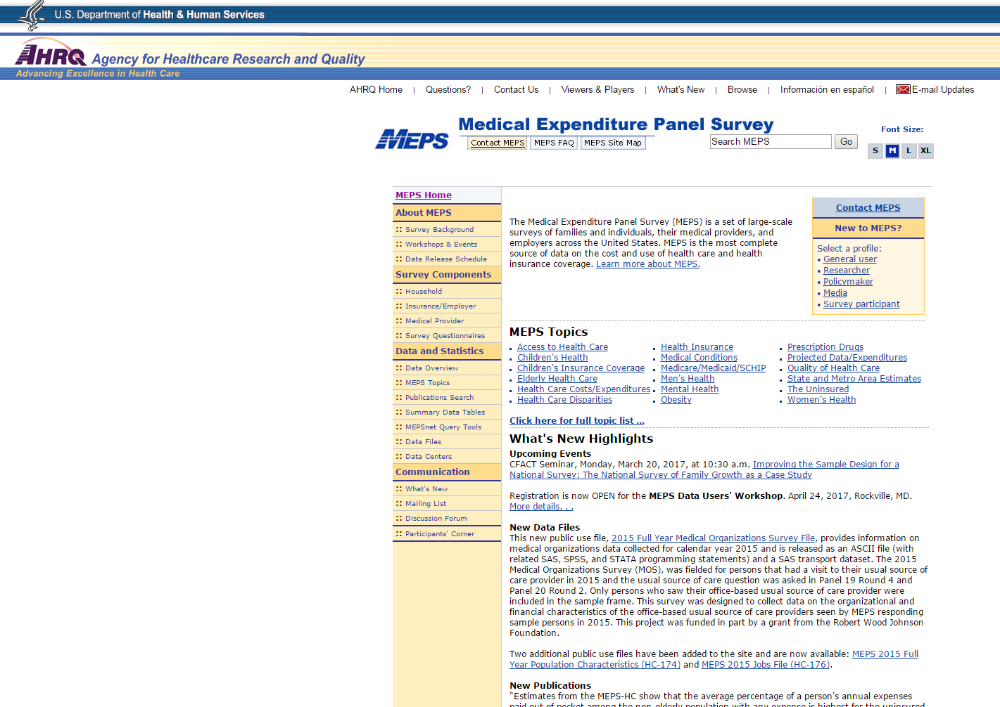 U.S. Department of Health & Human Services
AHRQ Agency for Healthcare Research and Quality
Advancing Excellence in Health Care
AHRQ Home | Questions? | Contact Us | Viewers & Players | What's New | Browse | Información en español | E-mail Updates
MEPS
Medical Expenditure Panel Survey
Contact MEPS MEPS FAQ MEPS Site Map
Search MEPS Go
Font Size:
S M L XL
MEPS Home
About MEPS
:: Survey Background
:: Workshops & Events
:: Data Release Schedule
Survey Components
:: Household
:: Insurance/Employer
:: Medical Provider
:: Survey Questionnaires
Data and Statistics
:: Data Overview
:: MEPS Topics
:: Publications Search
:: Summary Data Tables
:: MEPSnet Query Tools
:: Data Files
:: Data Centers
Communication
:: What's New
:: Mailing List
:: Discussion Forum
:: Participants' Corner
The Medical Expenditure Panel Survey (MEPS) is a set of large-scale
surveys of families and individuals, their medical providers, and
employers across the United States. MEPS is the most complete
source of data on the cost and use of health care and health
insurance coverage. Learn more about MEPS.
Contact MEPS
New to MEPS?
Select a profile:
• General user
• Researcher
• Policymaker
• Media
• Survey participant
MEPS Topics
Access to Health Care
Children's Health
Children's Insurance Coverage
Elderly Health Care
Health Care Costs/Expenditures
Health Care Disparities
Health Insurance
Medical Conditions
Medicare/Medicaid/SCHIP
Men's Health
Mental Health
Obesity
Prescription Drugs
Projected Data/Expenditures
Quality of Health Care
State and Metro Area Estimates
The Uninsured
Women's Health
Click here for full topic list ...
What's New Highlights
Upcoming Events
CFACT Seminar, Monday, March 20, 2017, at 10:30 a.m. Improving the Sample Design for a
National Survey: The National Survey of Family Growth as a Case Study
Registration is now OPEN for the MEPS Data Users' Workshop. April 24, 2017, Rockville, MD.
More details. . .
New Data Files
This new public use file, 2015 Full Year Medical Organizations Survey File, provides information on
medical organizations data collected for calendar year 2015 and is released as an ASCII file (with
related SAS, SPSS, and STATA programming statements) and a SAS transport dataset. The 2015
Medical Organizations Survey (MOS), was fielded for persons that had a visit to their usual source of
care provider in 2015 and the usual source of care question was asked in Panel 19 Round 4 and
Panel 20 Round 2. Only persons who saw their office-based usual source of care provider were
included in the sample frame. This survey was designed to collect data on the organizational and
financial characteristics of the office-based usual source of care providers seen by MEPS responding
sample persons in 2015. This project was funded in part by a grant from the Robert Wood Johnson
Foundation.
Two additional public use files have been added to the site and are now available: MEPS 2015 Full
Year Population Characteristics (HC-174) and MEPS 2015 Jobs File (HC-176).
New Publications
"Estimates from the MEPS-HC show that the average percentage of a person's annual expenses
paid out of pocket among the non-elderly population with any expense is highest for the uninsured